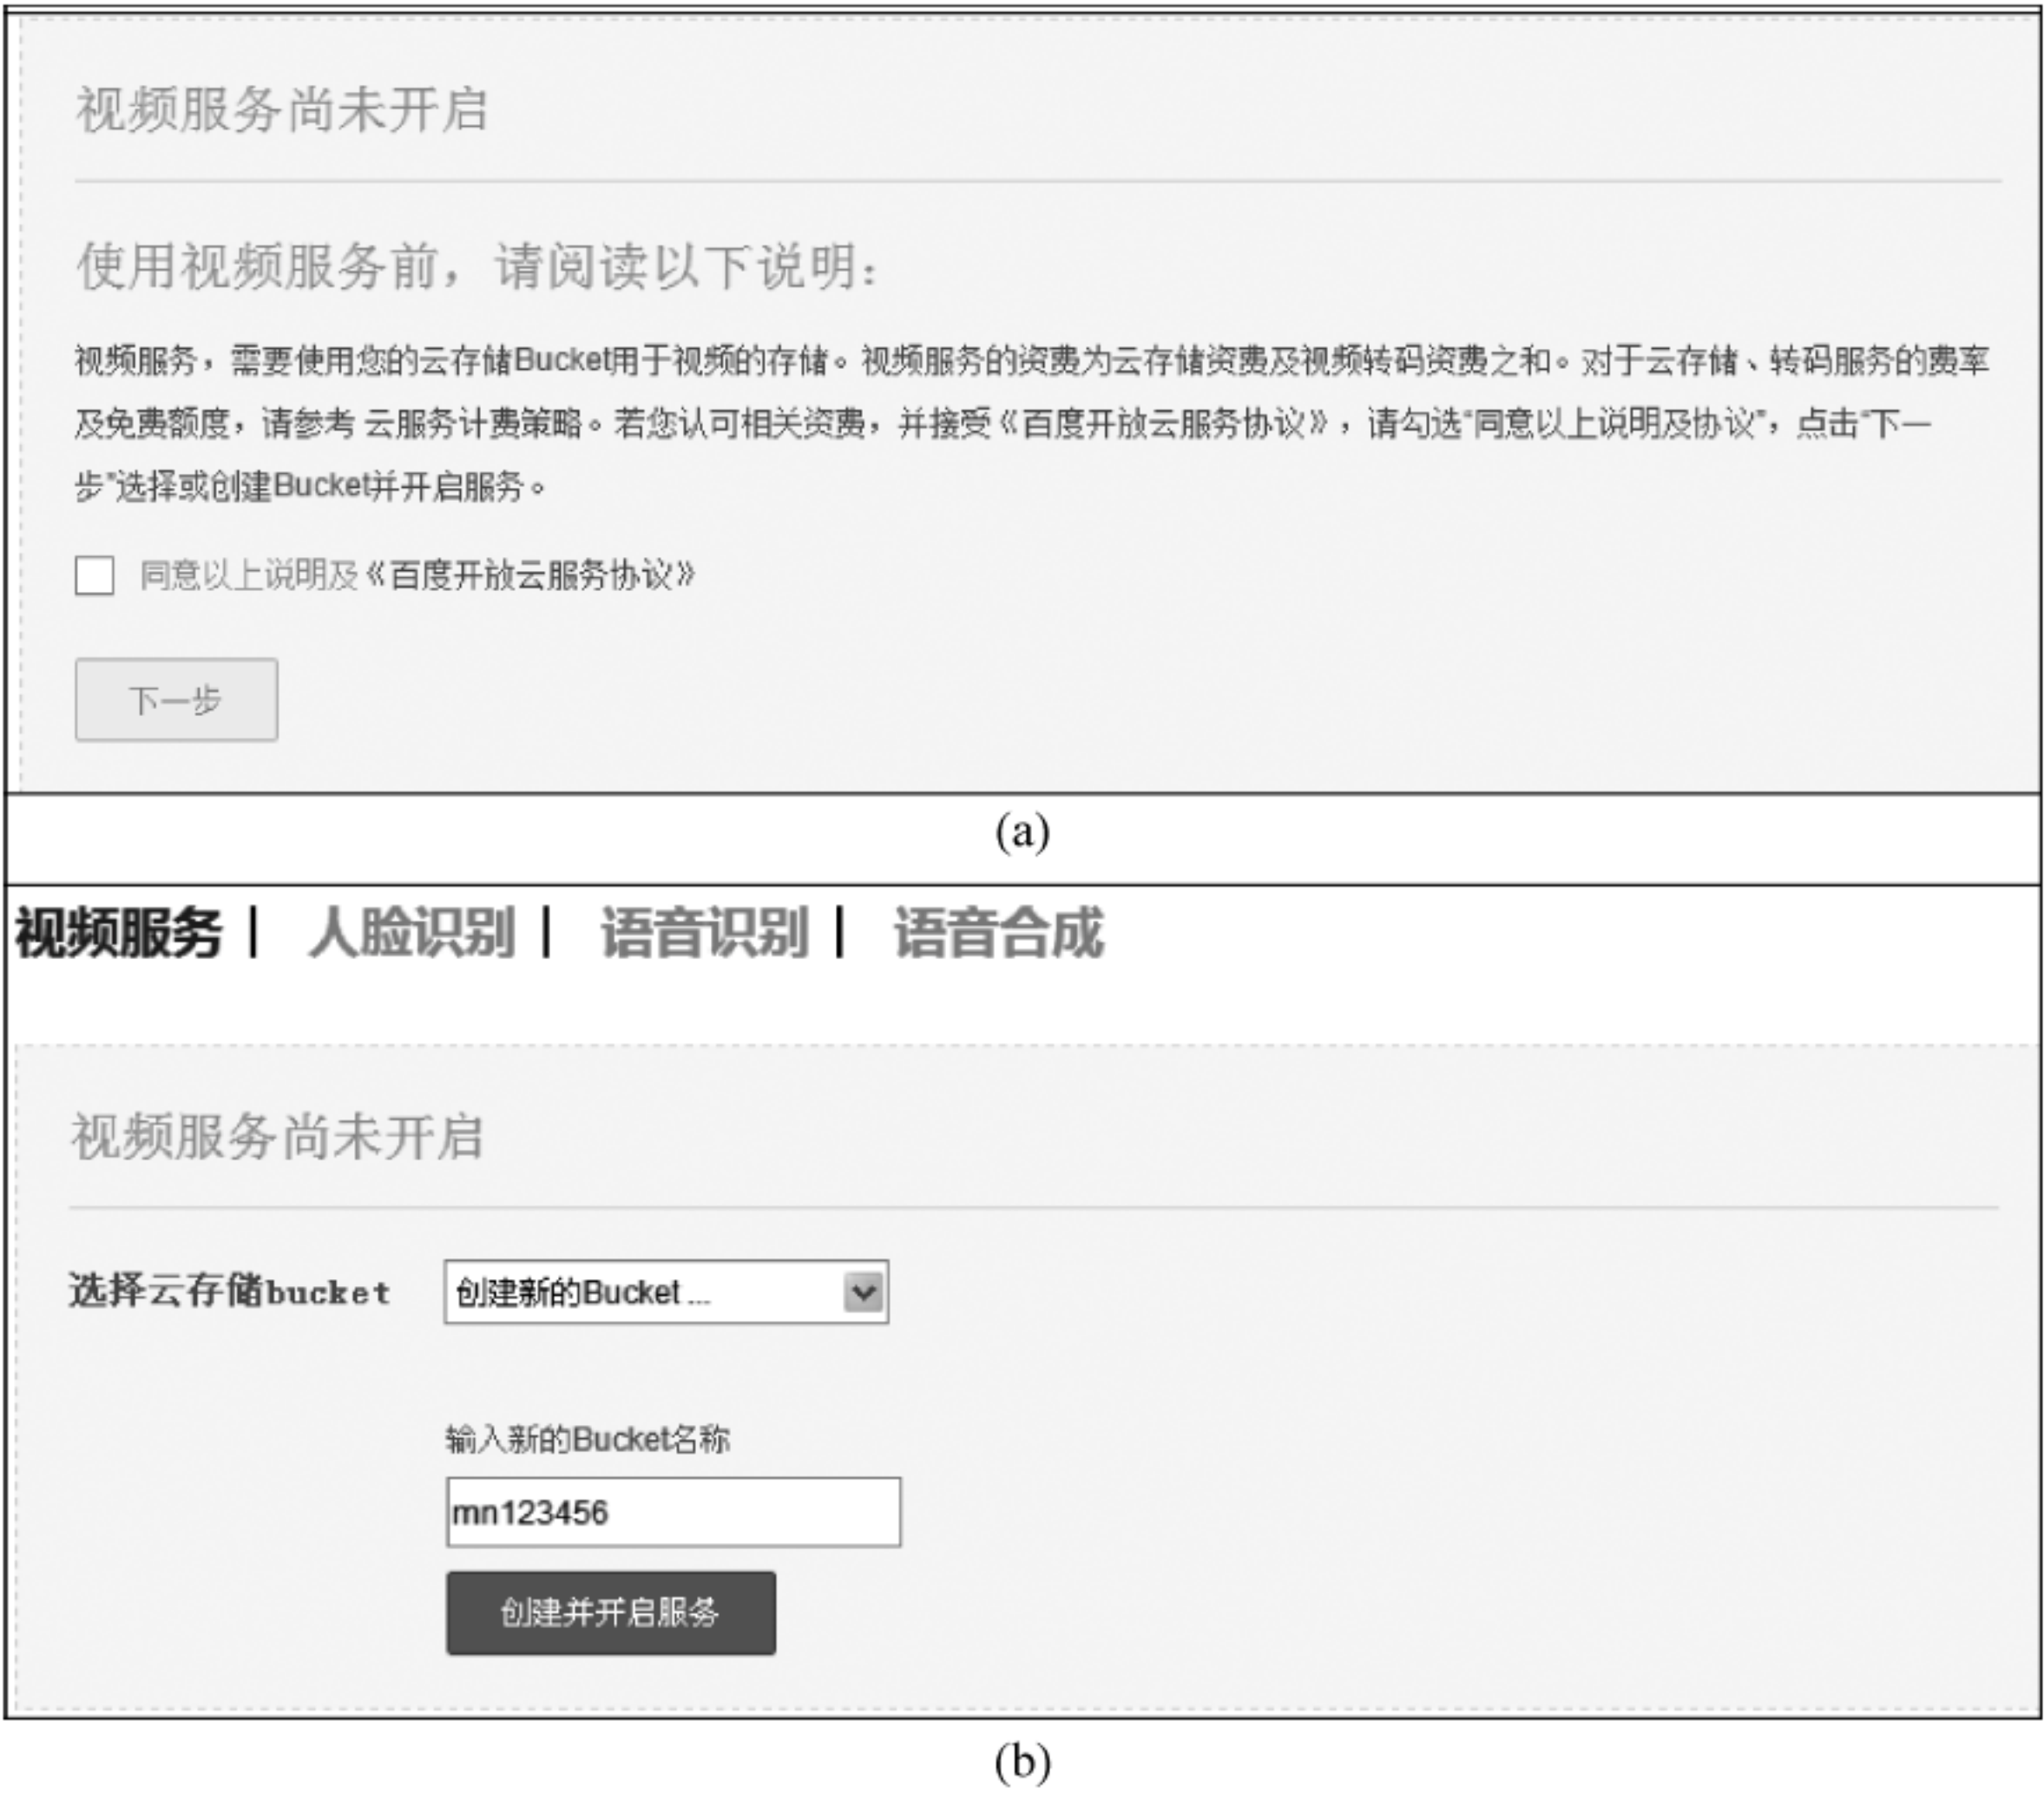 视频服务尚未开启
使用视频服务前，请阅读以下说明：
视频服务，需要使用您的云存储Bucket用于视频的存储。视频服务的资费为云存储资费及视频转码资费之和。对于云存储、转码服务的费率
及免费额度，请参考 云服务计费策略。若您认可相关资费，并接受《百度开放云服务协议》，请勾选“同意以上说明及协议”，点击“下一
步”选择或创建Bucket并开启服务。
同意以上说明及《百度开放云服务协议》
下一步
(a)
视频服务 | 人脸识别 | 语音识别 | 语音合成
视频服务尚未开启
选择云存储bucket 创建新的Bucket ...
输入新的Bucket名称
mn123456
创建并开启服务
(b)